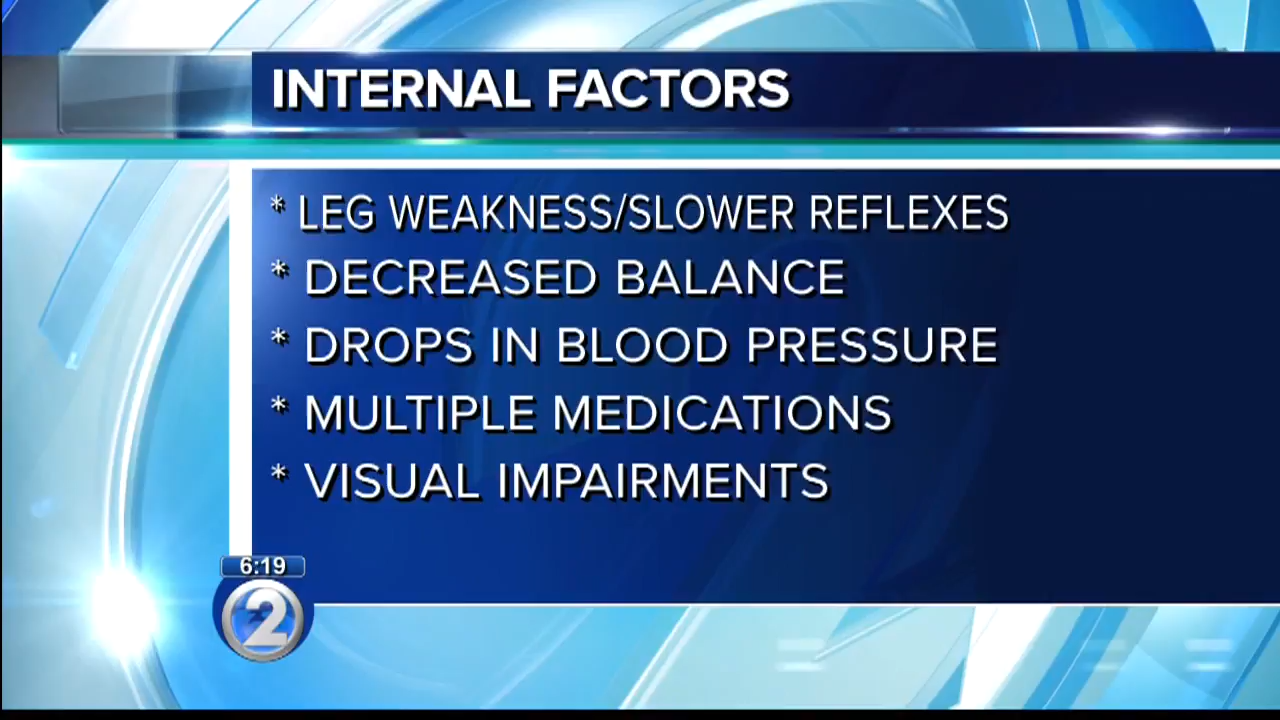 INTERNAL FACTORS
* LEG WEAKNESS/SLOWER REFLEXES
* DECREASED BALANCE
* DROPS IN BLOOD PRESSURE
* MULTIPLE MEDICATIONS
* VISUAL IMPAIRMENTS
6:19
2